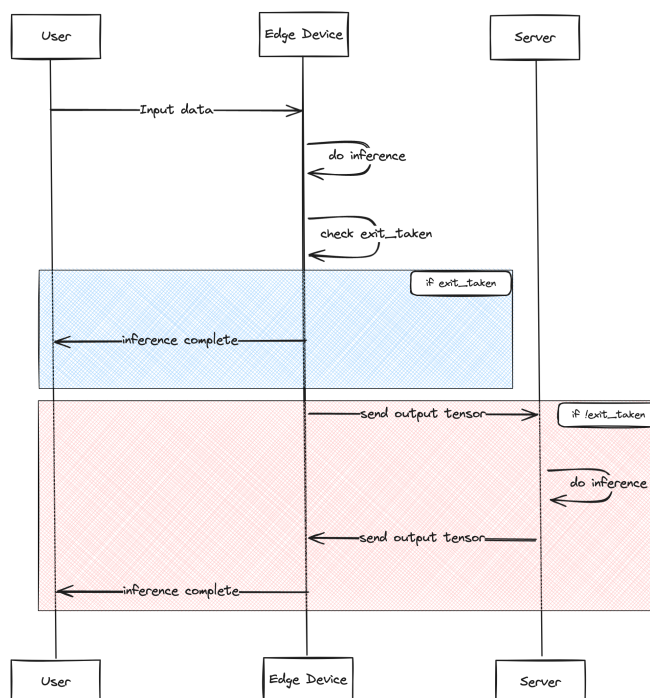 User
Edge Device
Server
Input data
do inference
check exit_taken
if exit_taken
inference complete
send output tensor
if !exit_taken
do inference
send output tensor
inference complete
User
Edge Device
Server